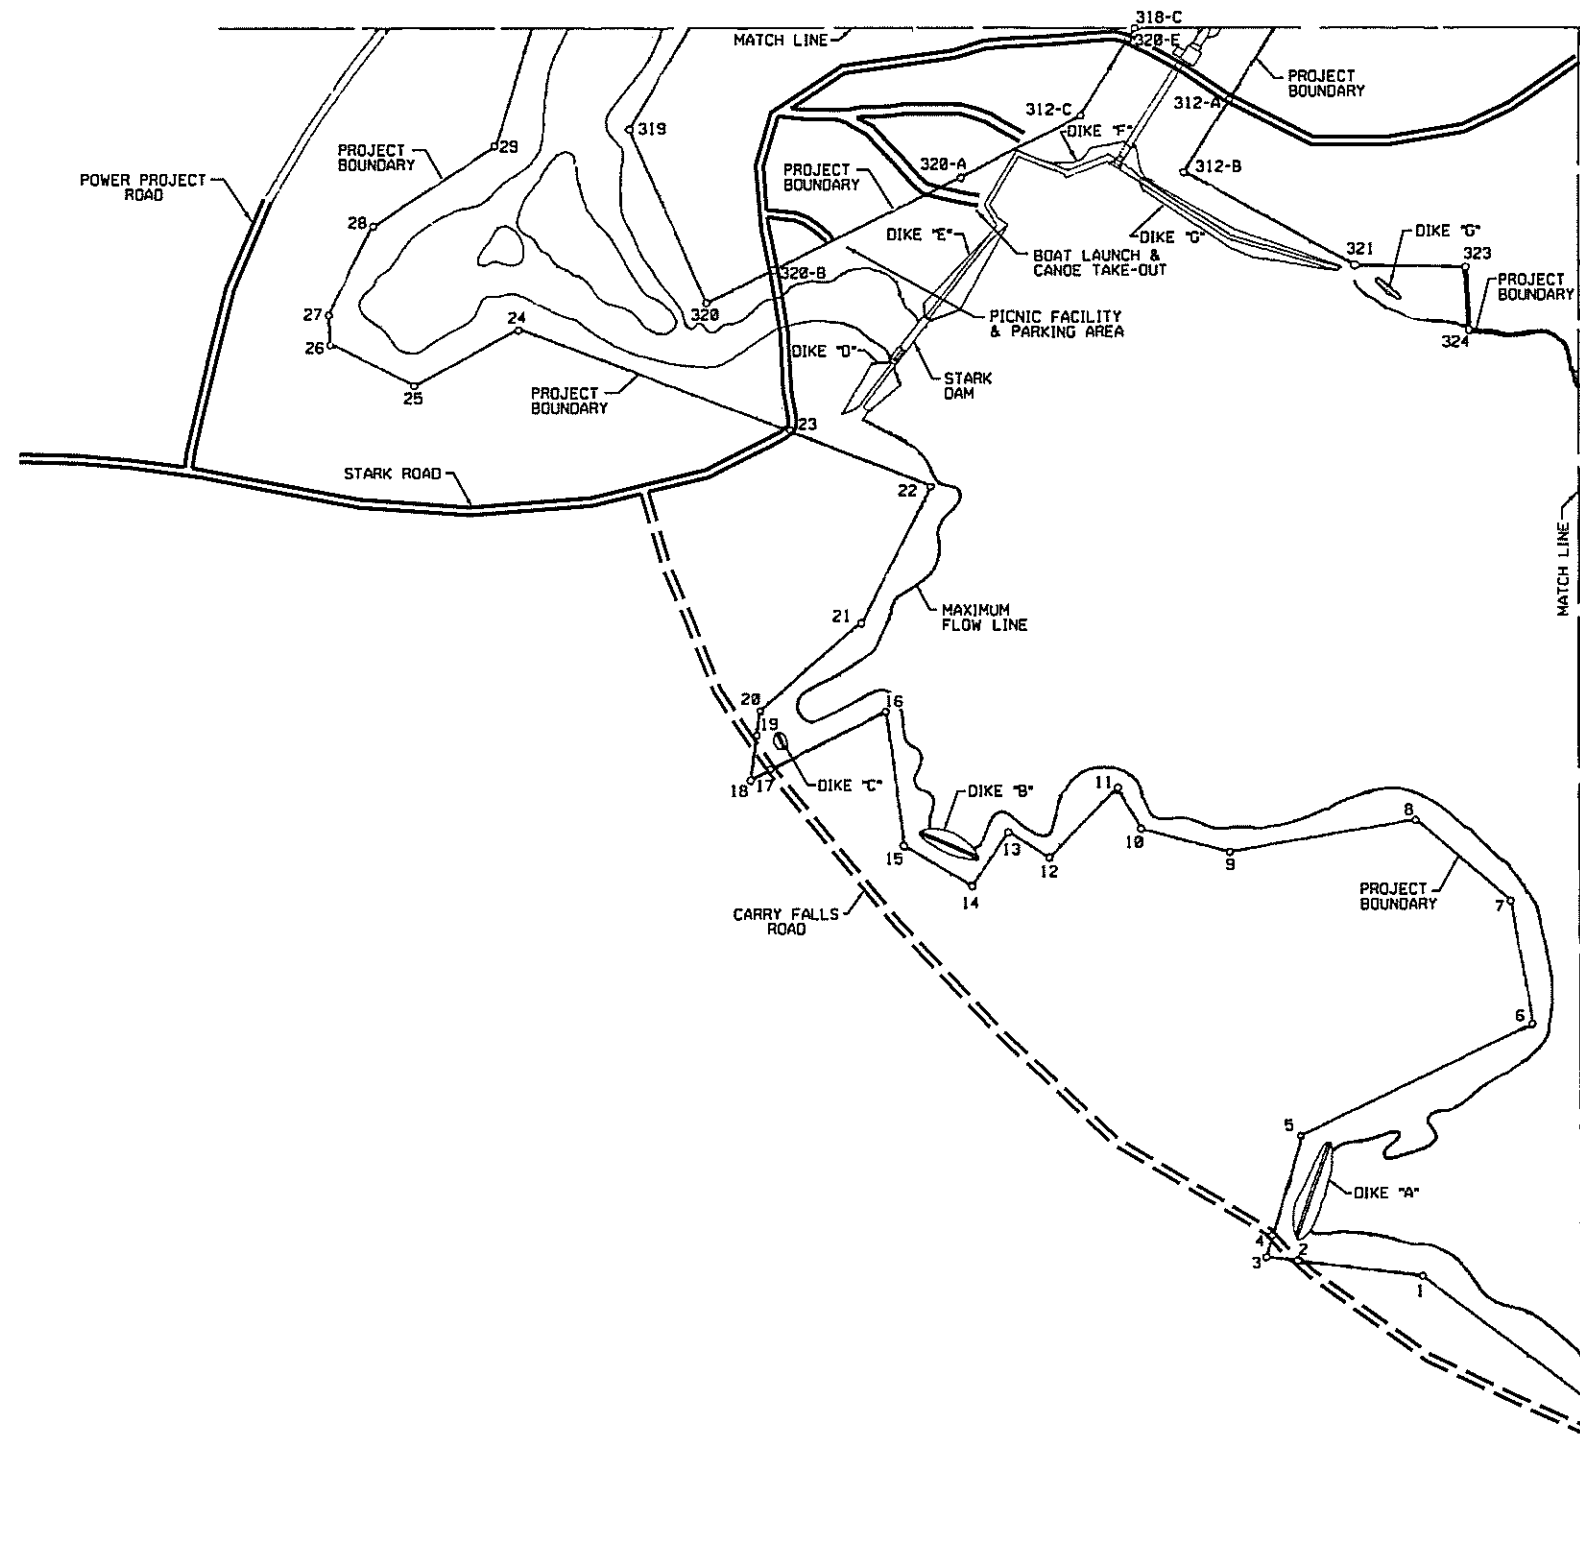 318-C
MATCH LINE
320-E
PROJECT
BOUNDARY
312-A
312-C
DIKE "F"
319
29
PROJECT
BOUNDARY
320-A
PROJECT
BOUNDARY
312-B
POWER PROJECT
ROAD
28
DIKE "E"
DIKE "G"
DIKE "G"
BOAT LAUNCH &
CANOE TAKE-OUT
321
323
320-B
PROJECT
BOUNDARY
27
24
320
PICNIC FACILITY
& PARKING AREA
26
324
DIKE "D"
STARK
DAM
25
PROJECT
BOUNDARY
23
STARK ROAD
22
MATCH LINE
MAXIMUM
FLOW LINE
21
20
16
19
18
17
DIKE "C"
DIKE "B"
11
8
15
13
10
12
9
14
PROJECT
BOUNDARY
7
CARRY FALLS
ROAD
6
5
DIKE "A"
4
2
3
1